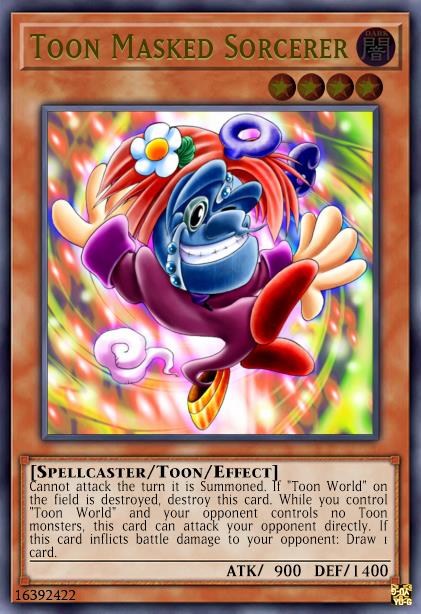 Toon Masked Sorcerer
DARK
闇
[Spellcaster/Toon/Effect]
Cannot attack the turn it is Summoned. If "Toon World" on
the field is destroyed, destroy this card. While you control
"Toon World" and your opponent controls no Toon
monsters, this card can attack your opponent directly. If
this card inflicts battle damage to your opponent: Draw 1
card.
ATK/ 900 DEF/1400
16392422